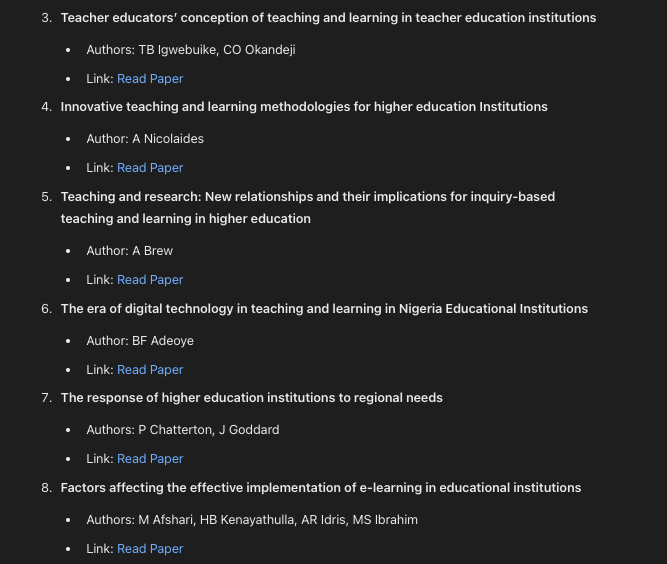 3. Teacher educators’ conception of teaching and learning in teacher education institutions
• Authors: TB Igwebuike, CO Okandeji
• Link: Read Paper
4. Innovative teaching and learning methodologies for higher education Institutions
• Author: A Nicolaides
• Link: Read Paper
5. Teaching and research: New relationships and their implications for inquiry-based
teaching and learning in higher education
• Author: A Brew
• Link: Read Paper
6. The era of digital technology in teaching and learning in Nigeria Educational Institutions
• Author: BF Adeoye
• Link: Read Paper
7. The response of higher education institutions to regional needs
• Authors: P Chatterton, J Goddard
• Link: Read Paper
8. Factors affecting the effective implementation of e-learning in educational institutions
• Authors: M Afshari, HB Kenayathulla, AR Idris, MS Ibrahim
• Link: Read Paper